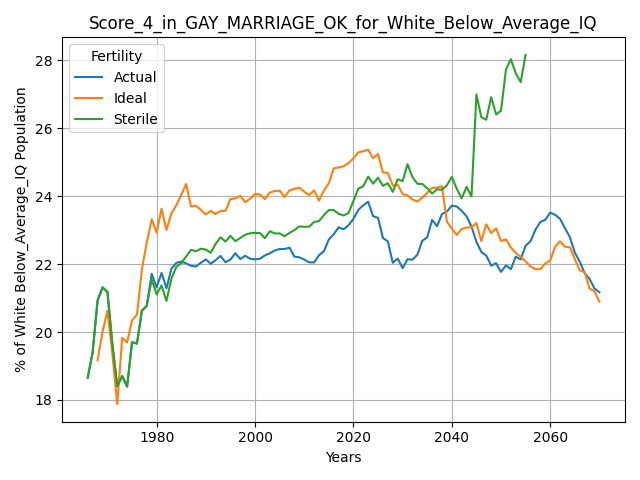 Score_4_in_GAY_MARRIAGE_OK_for_White_Below_Average_IQ
Fertility
Actual
Ideal
Sterile
% of White Below_Average_IQ Population
28
26
24
22
20
18
1980
2000
2020
2040
2060
Years